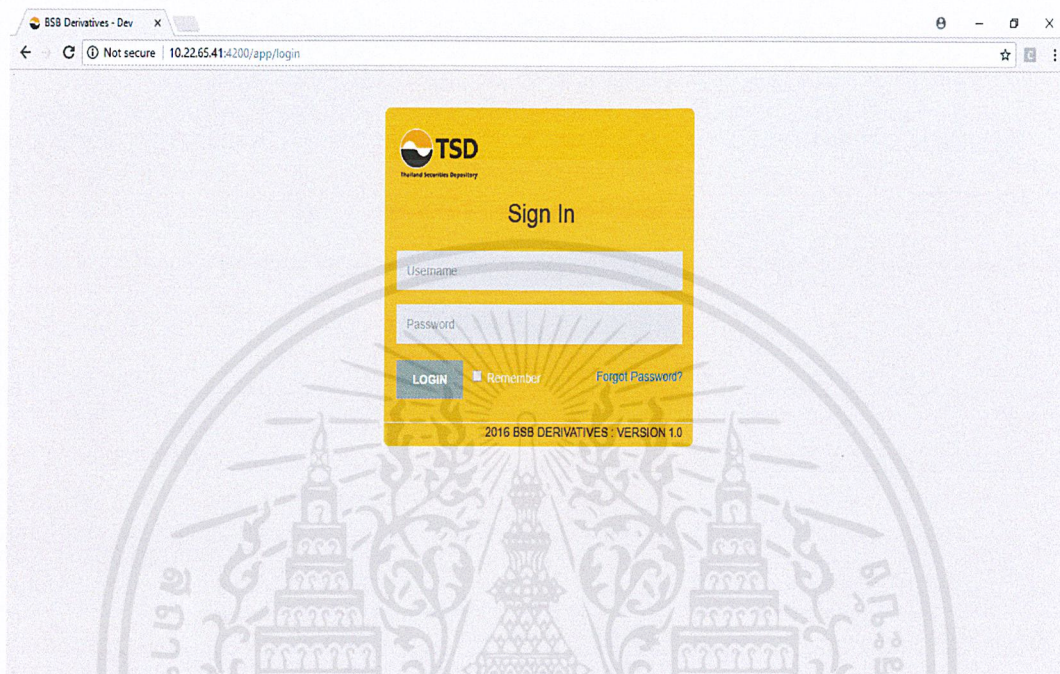 BSB Derivatives - Dev
Not secure | 10.22.65.41:4200/app/login
TSD
Thailand Securities Depository
Sign In
Username
Password
LOGIN
Remember
Forgot Password?
2016 BSB DERIVATIVES : VERSION 1.0